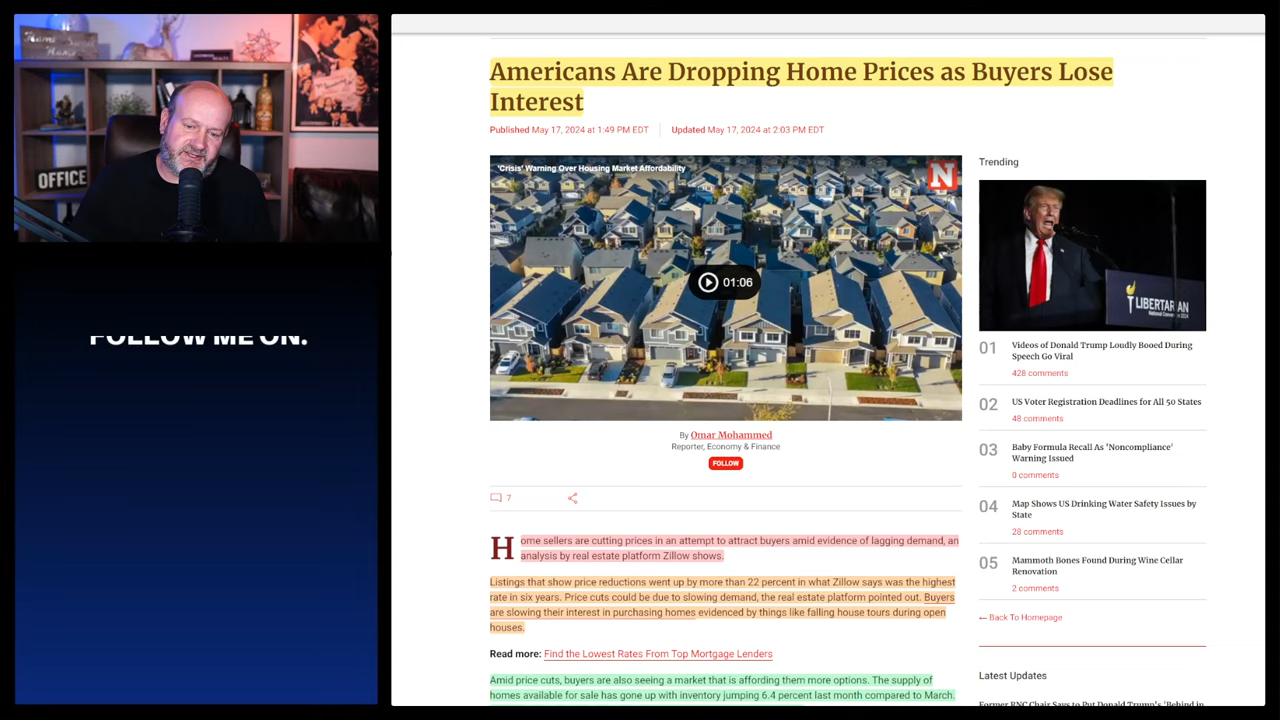 OFFICE
FOLLOW ME ON.
Americans Are Dropping Home Prices as Buyers Lose
Interest
Published May 17, 2024 at 1:49 PM EDT
Updated May 17, 2024 at 2:03 PM EDT
'Crisis' Warning Over Housing Market Affordability
N
01:06
By Omar Mohammed
Reporter, Economy & Finance
FOLLOW
7
Home sellers are cutting prices in an attempt to attract buyers amid evidence of lagging demand, an
analysis by real estate platform Zillow shows.
Listings that show price reductions went up by more than 22 percent in what Zillow says was the highest
rate in six years. Price cuts could be due to slowing demand, the real estate platform pointed out. Buyers
are slowing their interest in purchasing homes evidenced by things like falling house tours during open
houses.
Read more: Find the Lowest Rates From Top Mortgage Lenders
Amid price cuts, buyers are also seeing a market that is affording them more options. The supply of
homes available for sale has gone up with inventory jumping 6.4 percent last month compared to March.
Trending
LIBERTARIAN
01 Videos of Donald Trump Loudly Booed During
Speech Go Viral
428 comments
02 US Voter Registration Deadlines for All 50 States
48 comments
03 Baby Formula Recall As 'Noncompliance'
Warning Issued
0 comments
04 Map Shows US Drinking Water Safety Issues by
State
28 comments
05 Mammoth Bones Found During Wine Cellar
Renovation
2 comments
← Back To Homepage
Latest Updates
Former RNC Chair Says to Put Donald Trump's 'Behind in